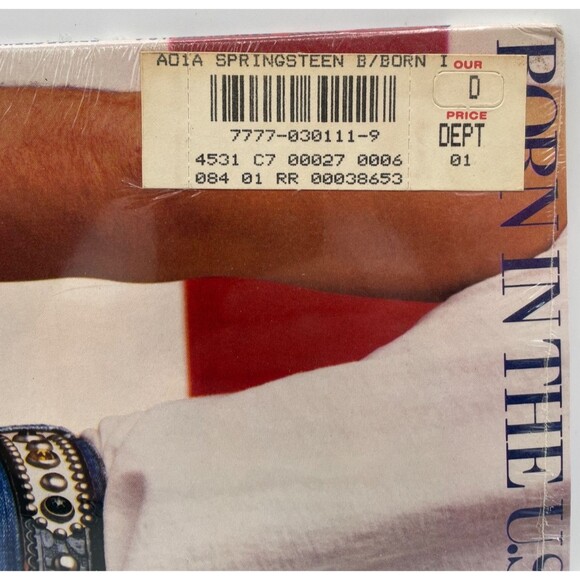 A01A SPRINGSTEEN B/BORN I
OUR
D
PRICE
7777-030111-9
DEPT
4531 C7 00027 0006
01
084 01 RR 00038653
BORN IN THE U.S